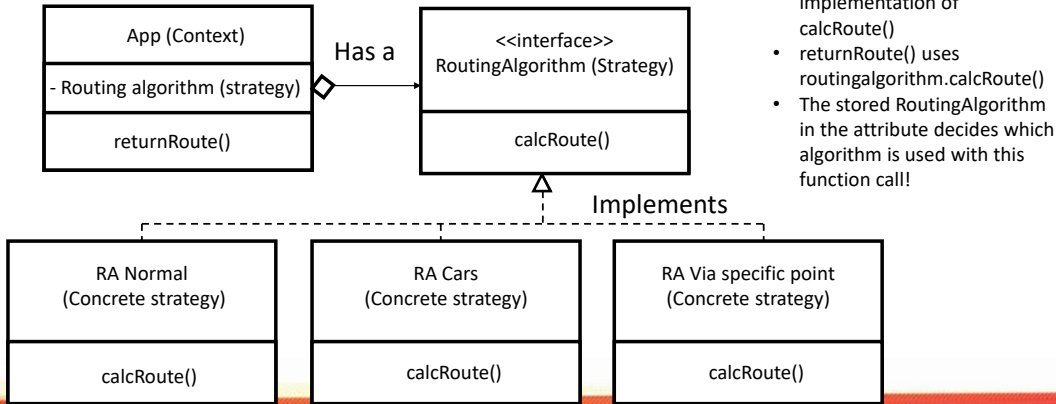 App (Context)
- Routing algorithm (strategy)
returnRoute()
Has a
<<interface>>
RoutingAlgorithm (Strategy)
calcRoute()
implementation of
calcRoute()
• returnRoute() uses
routingalgorithm.calcRoute()
• The stored RoutingAlgorithm
in the attribute decides which
algorithm is used with this
function call!
Implements
RA Normal
(Concrete strategy)
calcRoute()
RA Cars
(Concrete strategy)
calcRoute()
RA Via specific point
(Concrete strategy)
calcRoute()